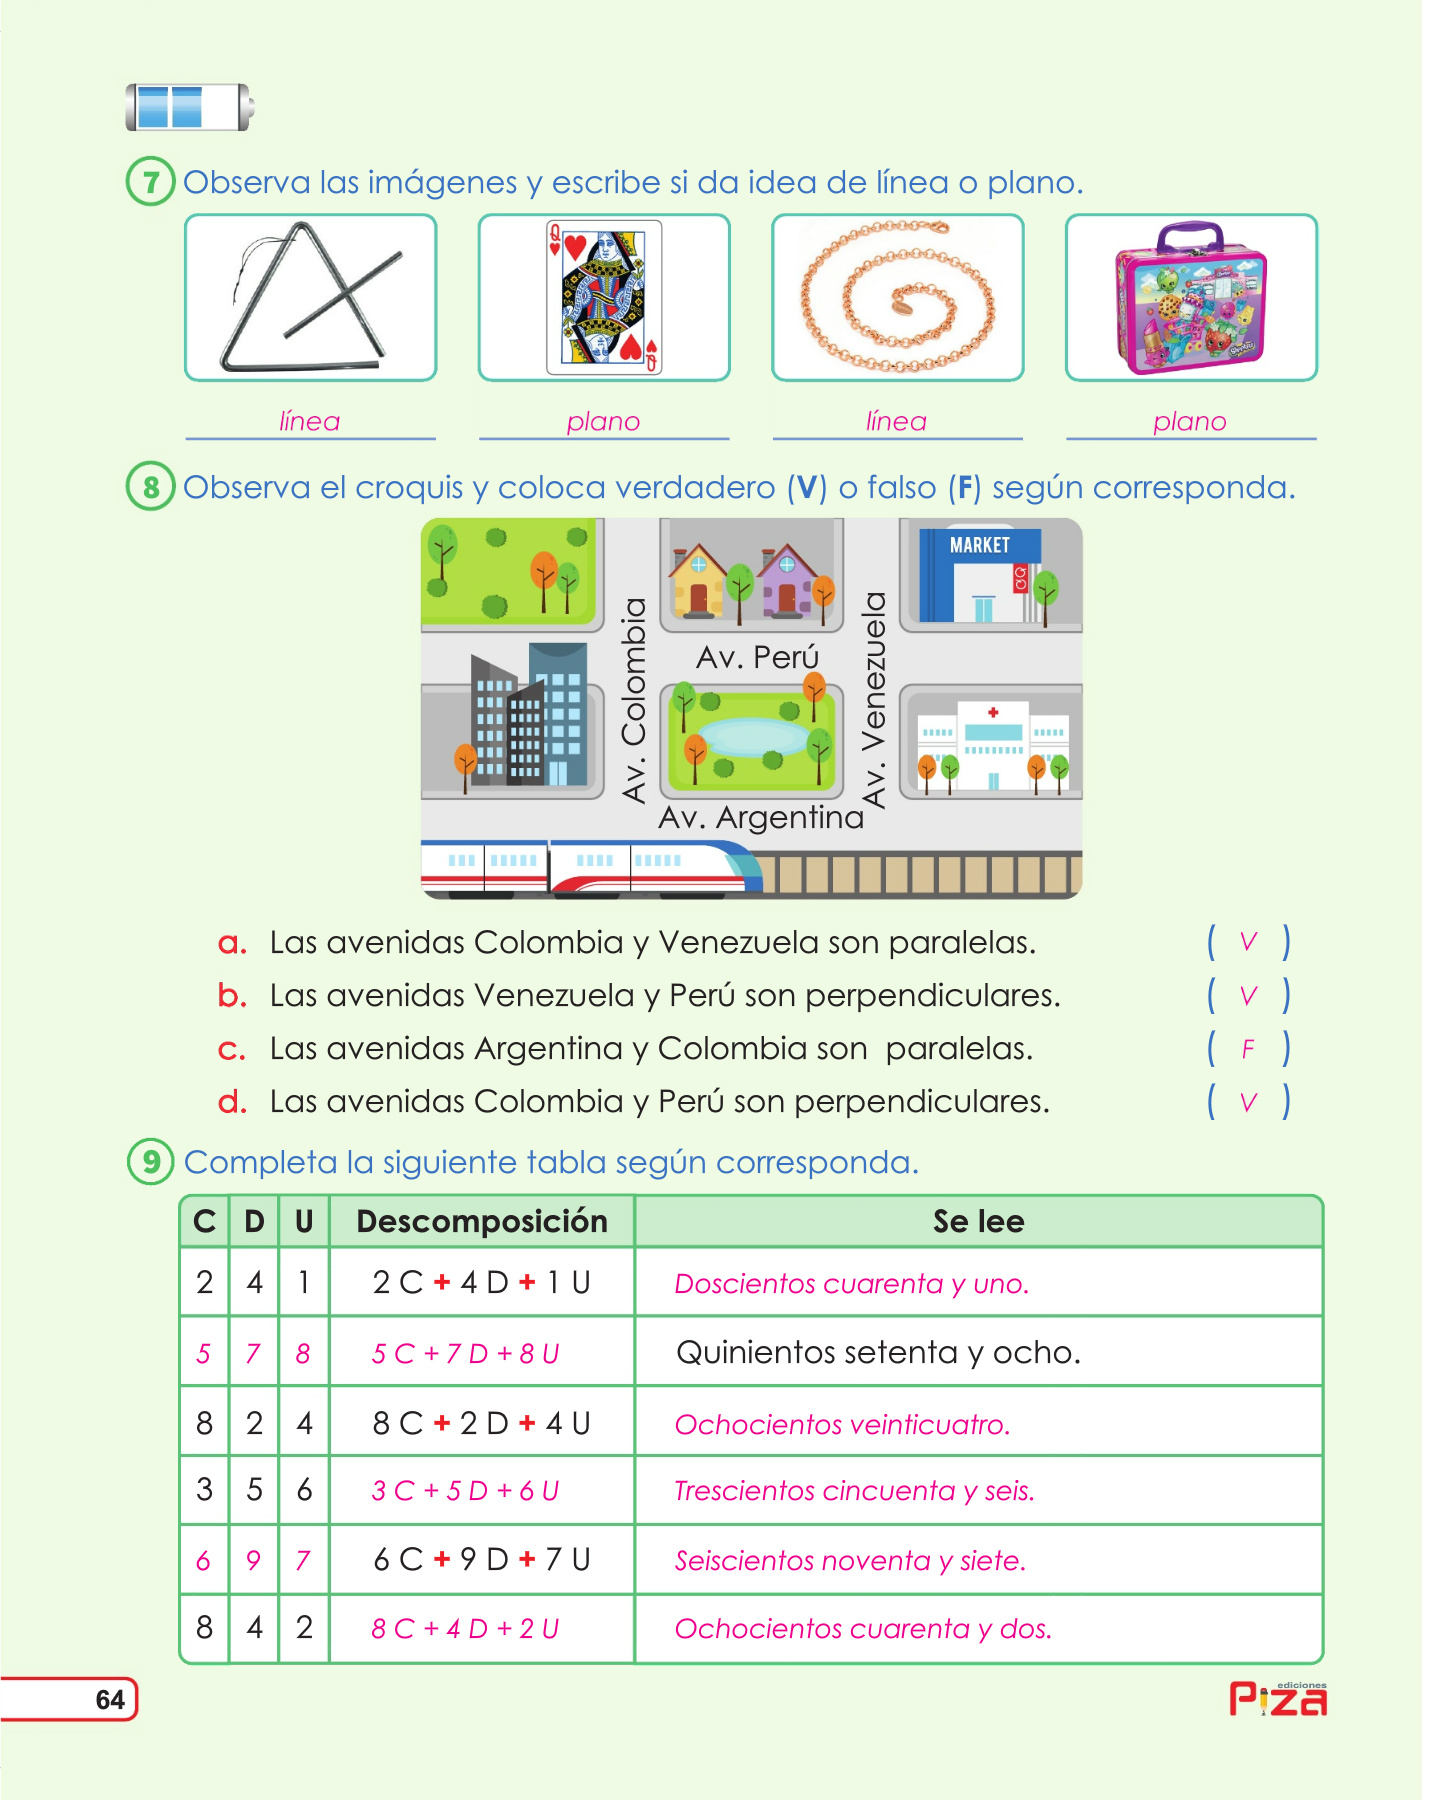 7 Observa las imágenes y escribe si da idea de línea o plano.
línea plano línea plano
8 Observa el croquis y coloca verdadero (V) o falso (F) según corresponda.
MARKET
Av. Colombia
Av. Perú
Av. Venezuela
Av. Argentina
a. Las avenidas Colombia y Venezuela son paralelas. ( V )
b. Las avenidas Venezuela y Perú son perpendiculares. ( V )
c. Las avenidas Argentina y Colombia son paralelas. ( F )
d. Las avenidas Colombia y Perú son perpendiculares. ( V )
9 Completa la siguiente tabla según corresponda.
C D U Descomposición Se lee
2 4 1 2 C + 4 D + 1 U Doscientos cuarenta y uno.
5 7 8 5 C + 7 D + 8 U Quinientos setenta y ocho.
8 2 4 8 C + 2 D + 4 U Ochocientos veinticuatro.
3 5 6 3 C + 5 D + 6 U Trescientos cincuenta y seis.
6 9 7 6 C + 9 D + 7 U Seiscientos noventa y siete.
8 4 2 8 C + 4 D + 2 U Ochocientos cuarenta y dos.
64
ediciones
Piza